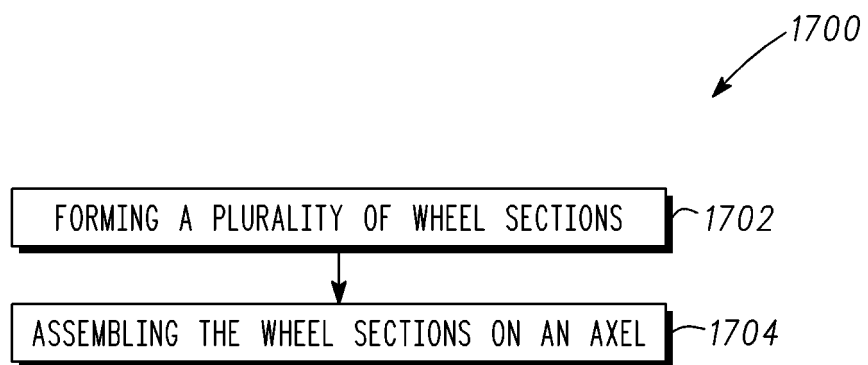 1700
FORMING A PLURALITY OF WHEEL SECTIONS
1702
ASSEMBLING THE WHEEL SECTIONS ON AN AXEL
1704